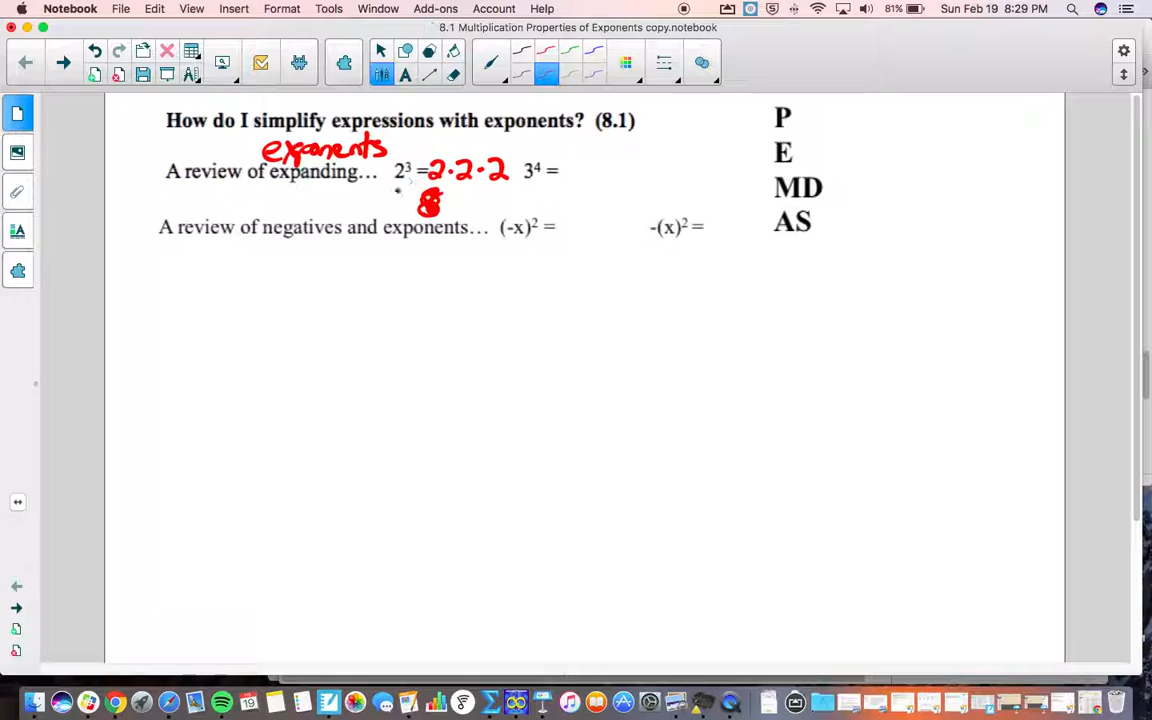 Notebook File Edit View Insert Format Tools Window Add-ons Account Help 81% Sun Feb 19 8:29 PM
8.1 Multiplication Properties of Exponents copy.notebook
How do I simplify expressions with exponents? (8.1)
exponents
A review of expanding... 2³ = 2·2·2 3⁴ =
8
A review of negatives and exponents... (-x)² = -(x)² =
P
E
MD
AS